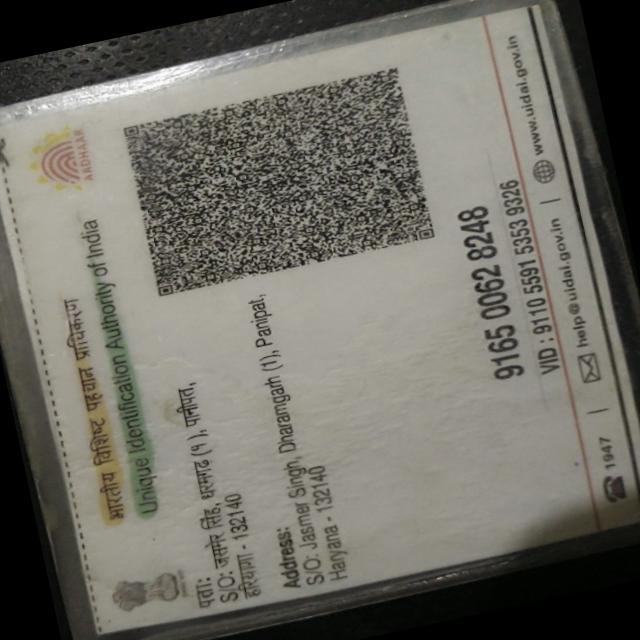 भारतीय विशिष्ट पहचान प्राधिकरण
Unique Identification Authority of India
AADHAAR
पता:
S/O: जसमेर सिंह, धरमगढ़ (१), पानीपत,
हरियाणा - 132140
Address:
S/O: Jasmer Singh, Dharamgarh (1), Panipat,
Haryana - 132140
9165 0062 8248
VID : 9110 5591 5353 9326
1947 | help@uidai.gov.in | www.uidai.gov.in